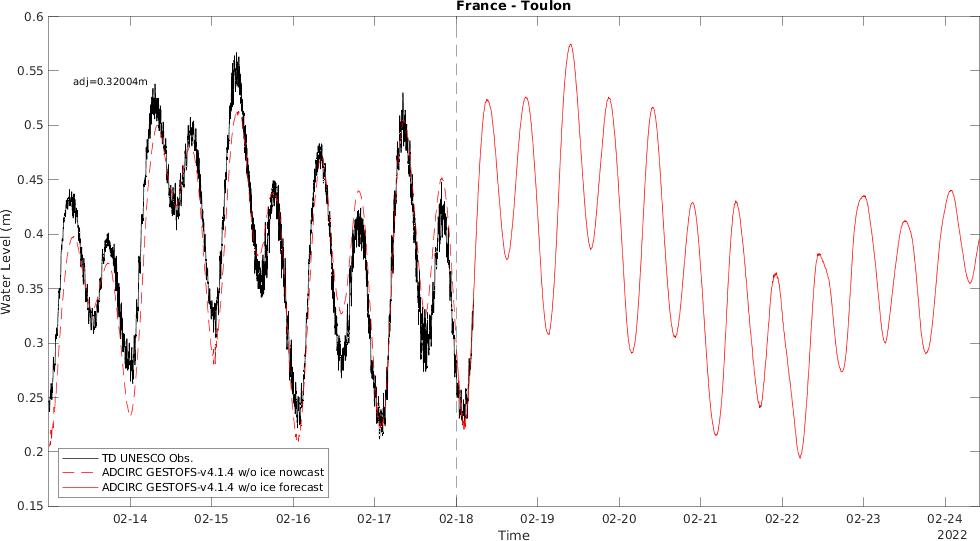 France - Toulon
0.6
0.55
0.5
0.45
0.4
0.35
0.3
0.25
0.2
0.15
Water Level (m)
adj=0.32004m
TD UNESCO Obs.
ADCIRC GESTOFS-v4.1.4 w/o ice nowcast
ADCIRC GESTOFS-v4.1.4 w/o ice forecast
02-14 02-15 02-16 02-17 02-18 02-19 02-20 02-21 02-22 02-23 02-24
Time
2022